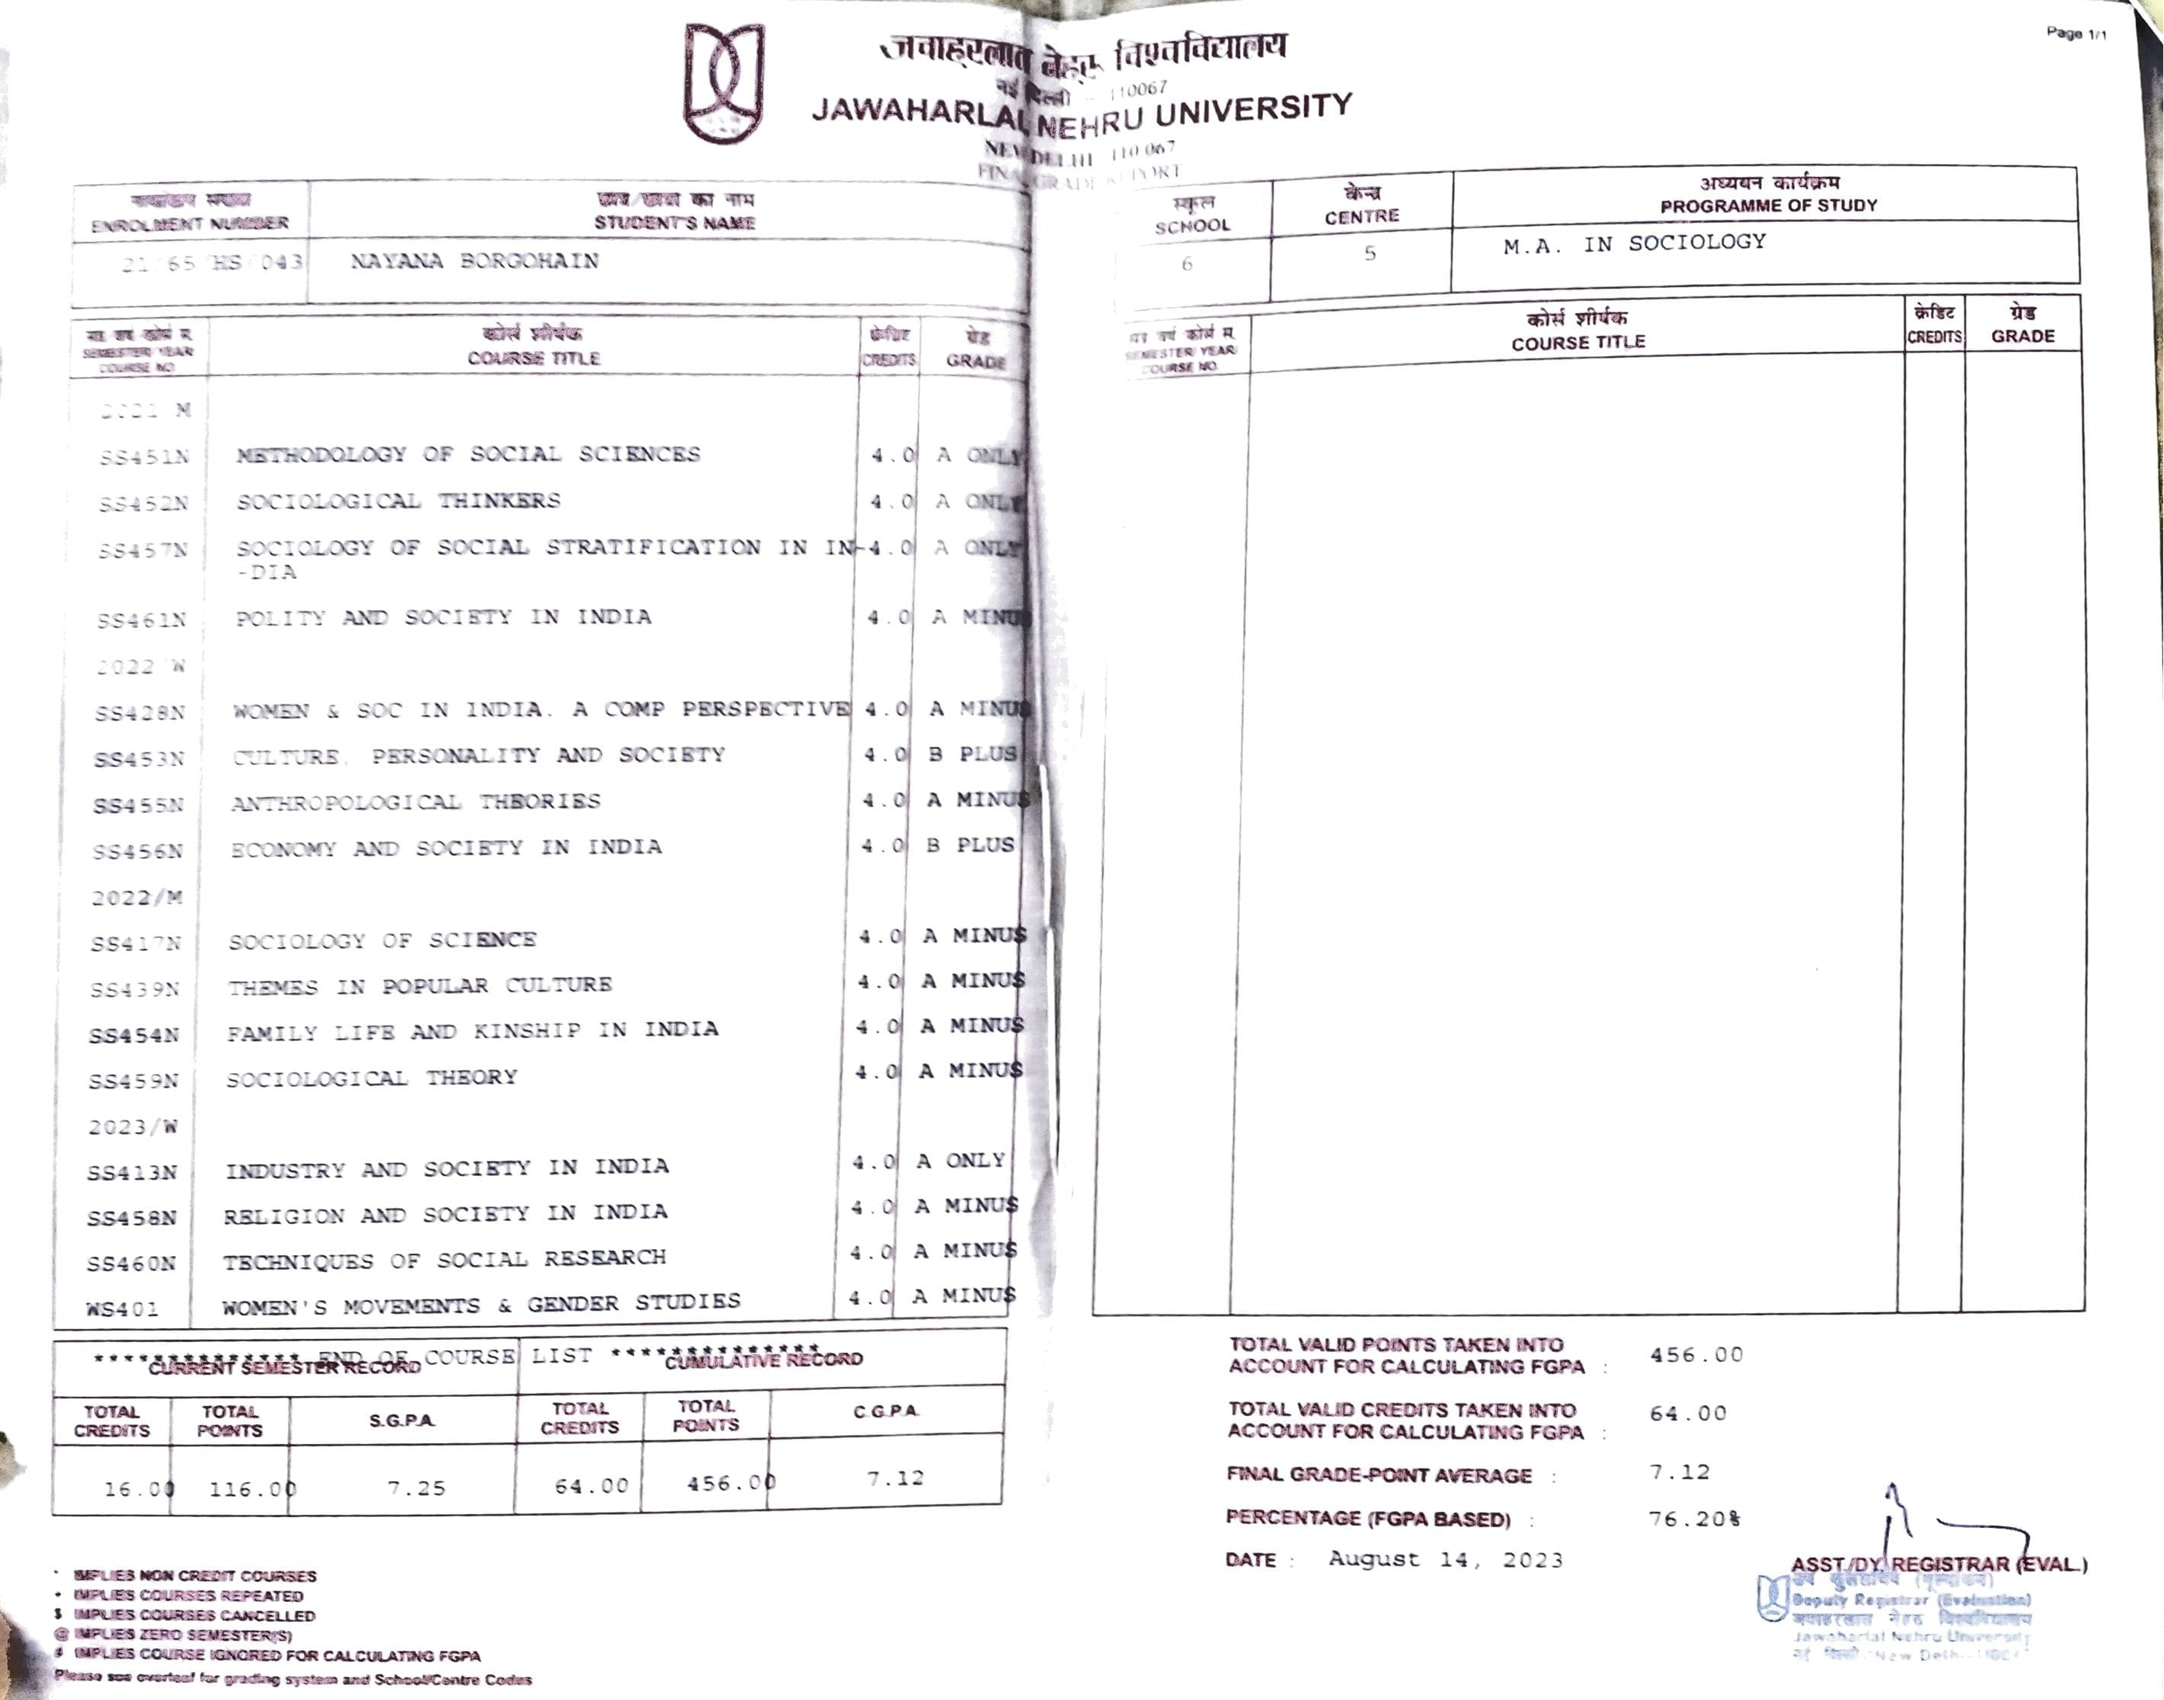 Page 1/1
जवाहरलाल नेहरू विश्वविद्यालय
नई दिल्ली - 110067
JAWAHARLAL NEHRU UNIVERSITY
NEW DELHI 110 067
FINAL GRADE REPORT
ENROLMENT NUMBER
छात्र/छात्रा का नाम
STUDENT'S NAME
स्कूल
SCHOOL
केन्द्र
CENTRE
अध्ययन कार्यक्रम
PROGRAMME OF STUDY
21/65/HS/043 NAYANA BORGOHAIN
6 5 M.A. IN SOCIOLOGY
SEMESTER/YEAR
COURSE NO.
कोर्स शीर्षक
COURSE TITLE
क्रेडिट
CREDITS
ग्रेड
GRADE
SEMESTER/YEAR
COURSE NO.
कोर्स शीर्षक
COURSE TITLE
क्रेडिट
CREDITS
ग्रेड
GRADE
M
SS451N METHODOLOGY OF SOCIAL SCIENCES 4.0 A ONLY
SS452N SOCIOLOGICAL THINKERS 4.0 A ONLY
SS457N SOCIOLOGY OF SOCIAL STRATIFICATION IN IN- 4.0 A ONLY
-DIA
SS461N POLITY AND SOCIETY IN INDIA 4.0 A MINUS
2022/W
SS428N WOMEN & SOC IN INDIA. A COMP PERSPECTIVE 4.0 A MINUS
SS453N CULTURE, PERSONALITY AND SOCIETY 4.0 B PLUS
SS455N ANTHROPOLOGICAL THEORIES 4.0 A MINUS
SS456N ECONOMY AND SOCIETY IN INDIA 4.0 B PLUS
2022/M
SS417N SOCIOLOGY OF SCIENCE 4.0 A MINUS
SS439N THEMES IN POPULAR CULTURE 4.0 A MINUS
SS454N FAMILY LIFE AND KINSHIP IN INDIA 4.0 A MINUS
SS459N SOCIOLOGICAL THEORY 4.0 A MINUS
2023/W
SS413N INDUSTRY AND SOCIETY IN INDIA 4.0 A ONLY
SS458N RELIGION AND SOCIETY IN INDIA 4.0 A MINUS
SS460N TECHNIQUES OF SOCIAL RESEARCH 4.0 A MINUS
WS401 WOMEN'S MOVEMENTS & GENDER STUDIES 4.0 A MINUS
*************** END OF COURSE LIST ***************
CURRENT SEMESTER RECORD CUMULATIVE RECORD
TOTAL CREDITS TOTAL POINTS S.G.P.A. TOTAL CREDITS TOTAL POINTS C.G.P.A.
16.00 116.00 7.25 64.00 456.00 7.12
TOTAL VALID POINTS TAKEN INTO
ACCOUNT FOR CALCULATING FGPA : 456.00
TOTAL VALID CREDITS TAKEN INTO
ACCOUNT FOR CALCULATING FGPA : 64.00
FINAL GRADE-POINT AVERAGE : 7.12
PERCENTAGE (FGPA BASED) : 76.20%
DATE : August 14, 2023
ASST/DY. REGISTRAR (EVAL.)
उप कुलसचिव (मूल्यांकन)
Deputy Registrar (Evaluation)
जवाहरलाल नेहरू विश्वविद्यालय
Jawaharlal Nehru University
नई दिल्ली/New Delhi-
* IMPLIES NON CREDIT COURSES
+ IMPLIES COURSES REPEATED
$ IMPLIES COURSES CANCELLED
@ IMPLIES ZERO SEMESTER(S)
# IMPLIES COURSE IGNORED FOR CALCULATING FGPA
Please see overleaf for grading system and School/Centre Codes